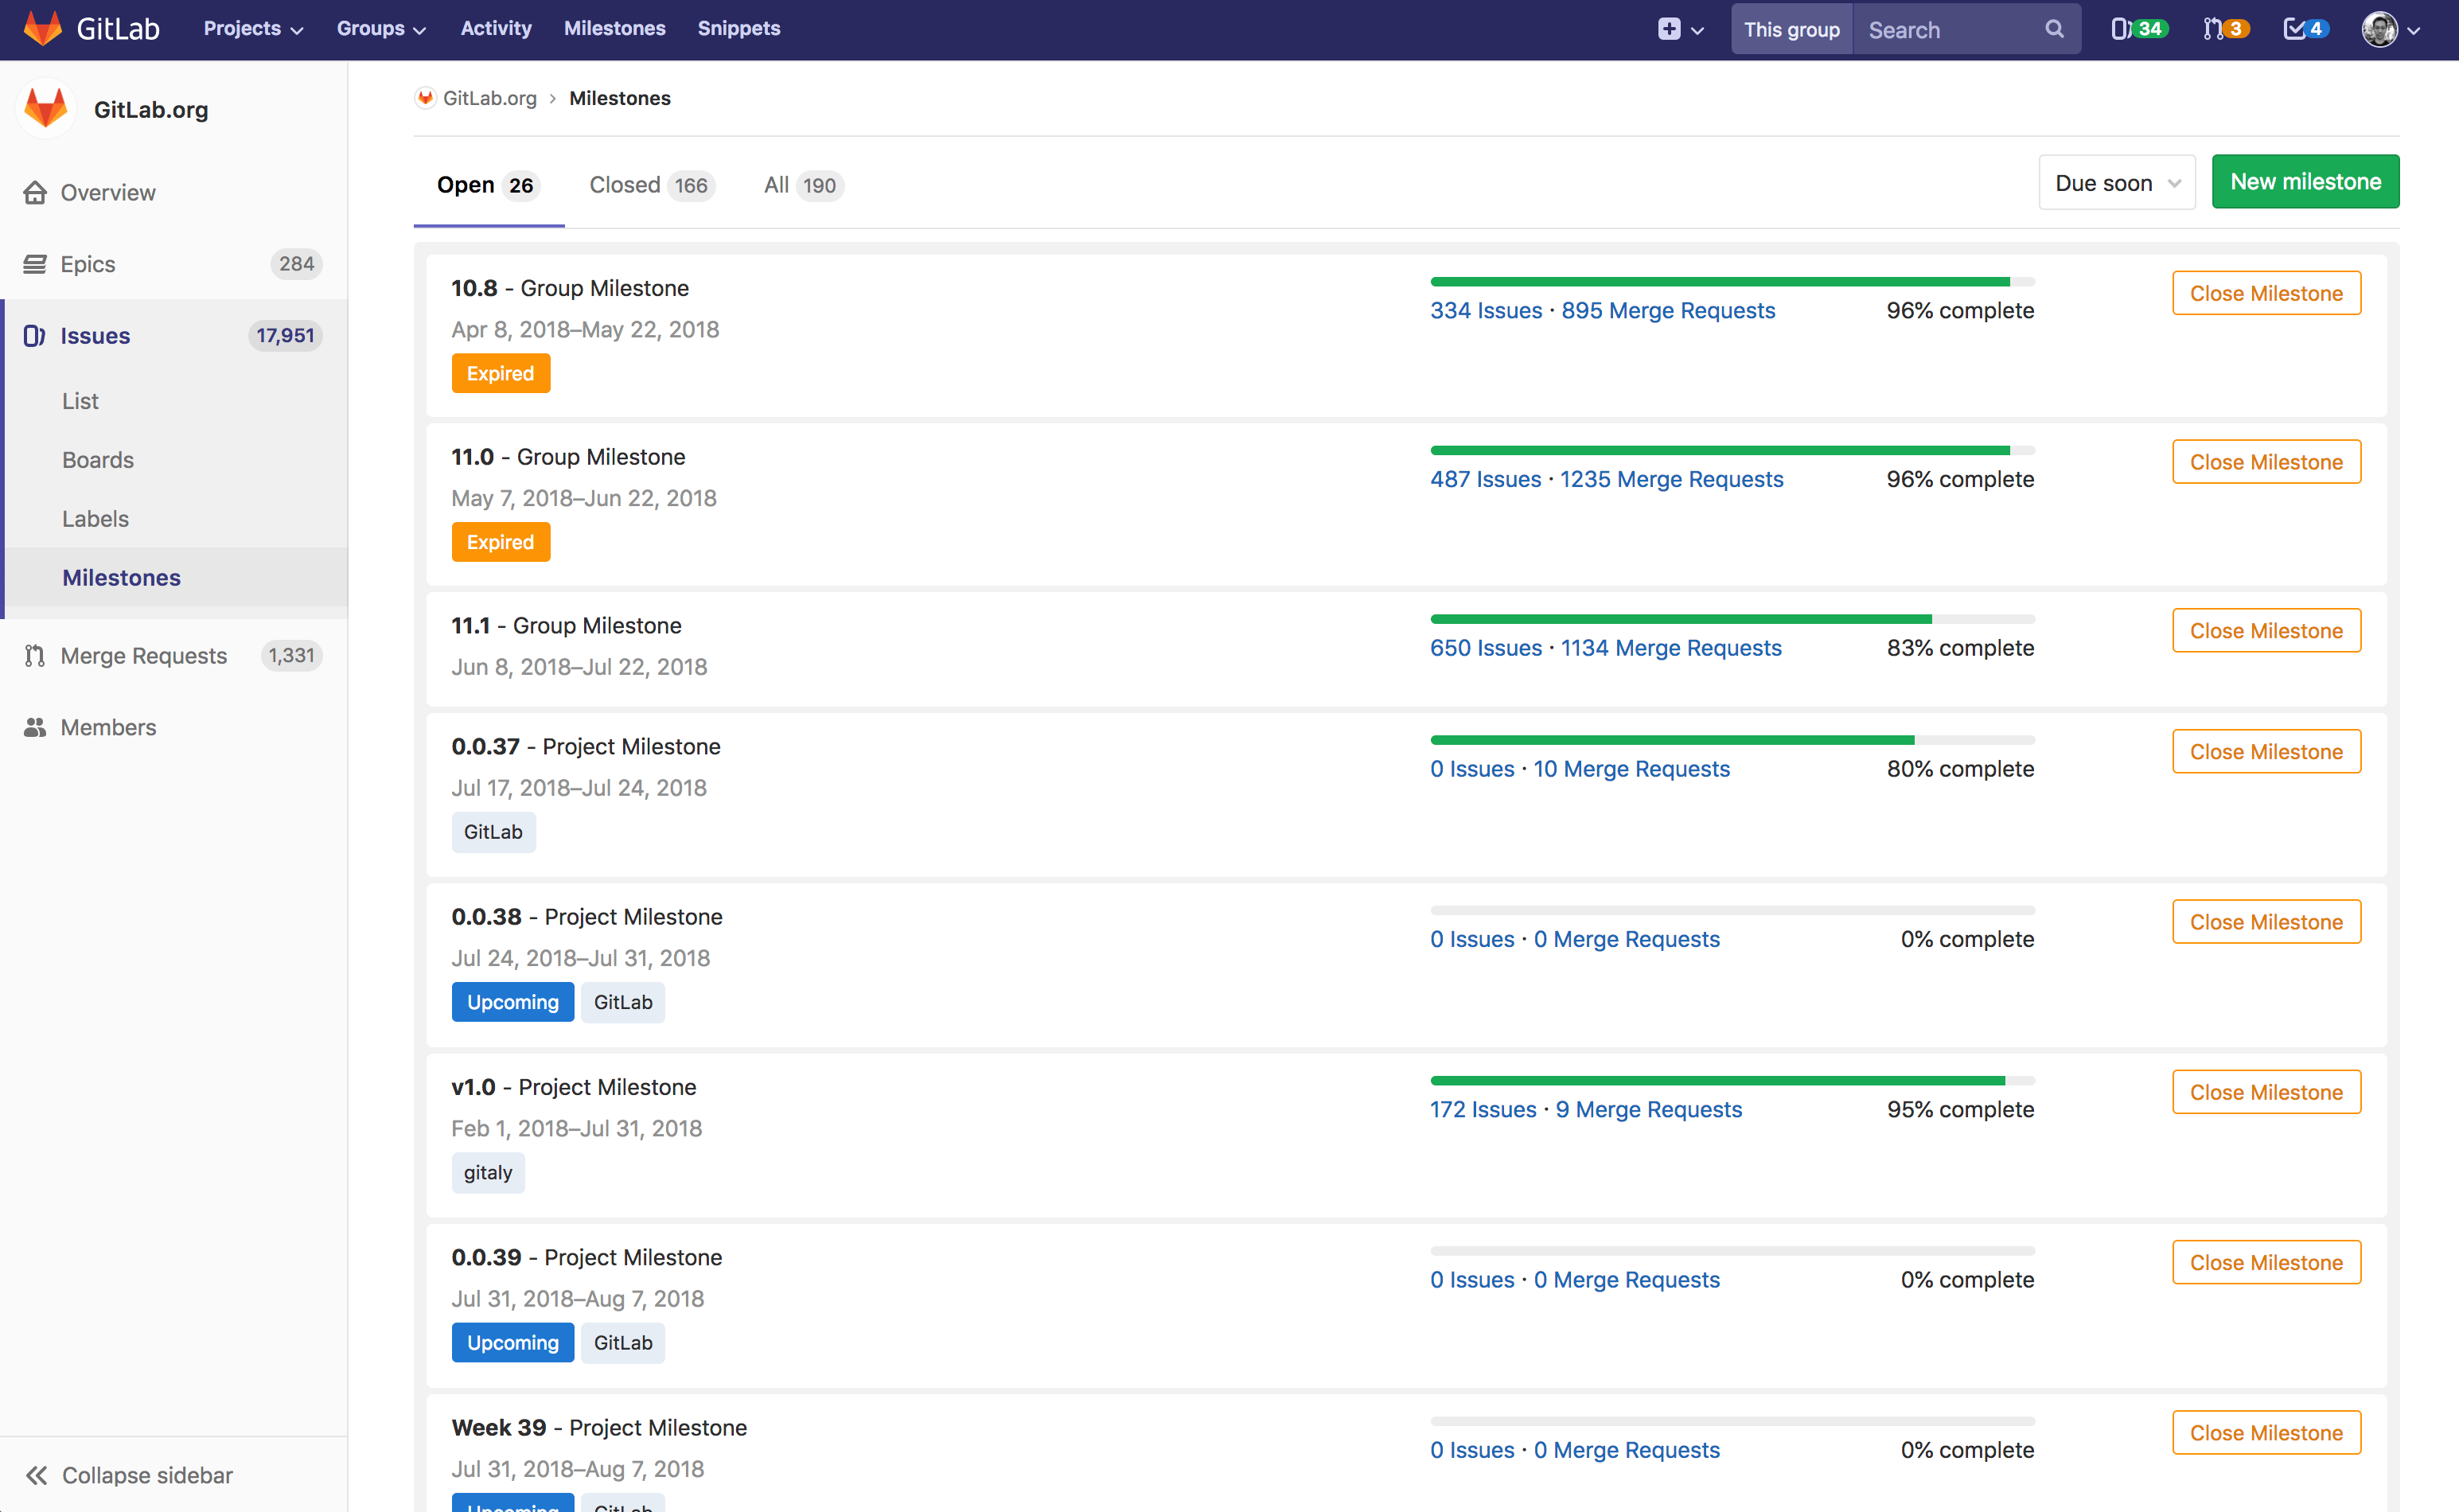 GitLab Projects Groups Activity Milestones Snippets This group Search 34 3 4
GitLab.org
Overview
Epics 284
Issues 17,951
List
Boards
Labels
Milestones
Merge Requests 1,331
Members
Collapse sidebar
GitLab.org › Milestones
Open 26 Closed 166 All 190 Due soon New milestone
10.8 - Group Milestone
Apr 8, 2018–May 22, 2018
Expired
334 Issues · 895 Merge Requests 96% complete
Close Milestone
11.0 - Group Milestone
May 7, 2018–Jun 22, 2018
Expired
487 Issues · 1235 Merge Requests 96% complete
Close Milestone
11.1 - Group Milestone
Jun 8, 2018–Jul 22, 2018
650 Issues · 1134 Merge Requests 83% complete
Close Milestone
0.0.37 - Project Milestone
Jul 17, 2018–Jul 24, 2018
GitLab
0 Issues · 10 Merge Requests 80% complete
Close Milestone
0.0.38 - Project Milestone
Jul 24, 2018–Jul 31, 2018
Upcoming GitLab
0 Issues · 0 Merge Requests 0% complete
Close Milestone
v1.0 - Project Milestone
Feb 1, 2018–Jul 31, 2018
gitaly
172 Issues · 9 Merge Requests 95% complete
Close Milestone
0.0.39 - Project Milestone
Jul 31, 2018–Aug 7, 2018
Upcoming GitLab
0 Issues · 0 Merge Requests 0% complete
Close Milestone
Week 39 - Project Milestone
Jul 31, 2018–Aug 7, 2018
Upcoming GitLab
0 Issues · 0 Merge Requests 0% complete
Close Milestone